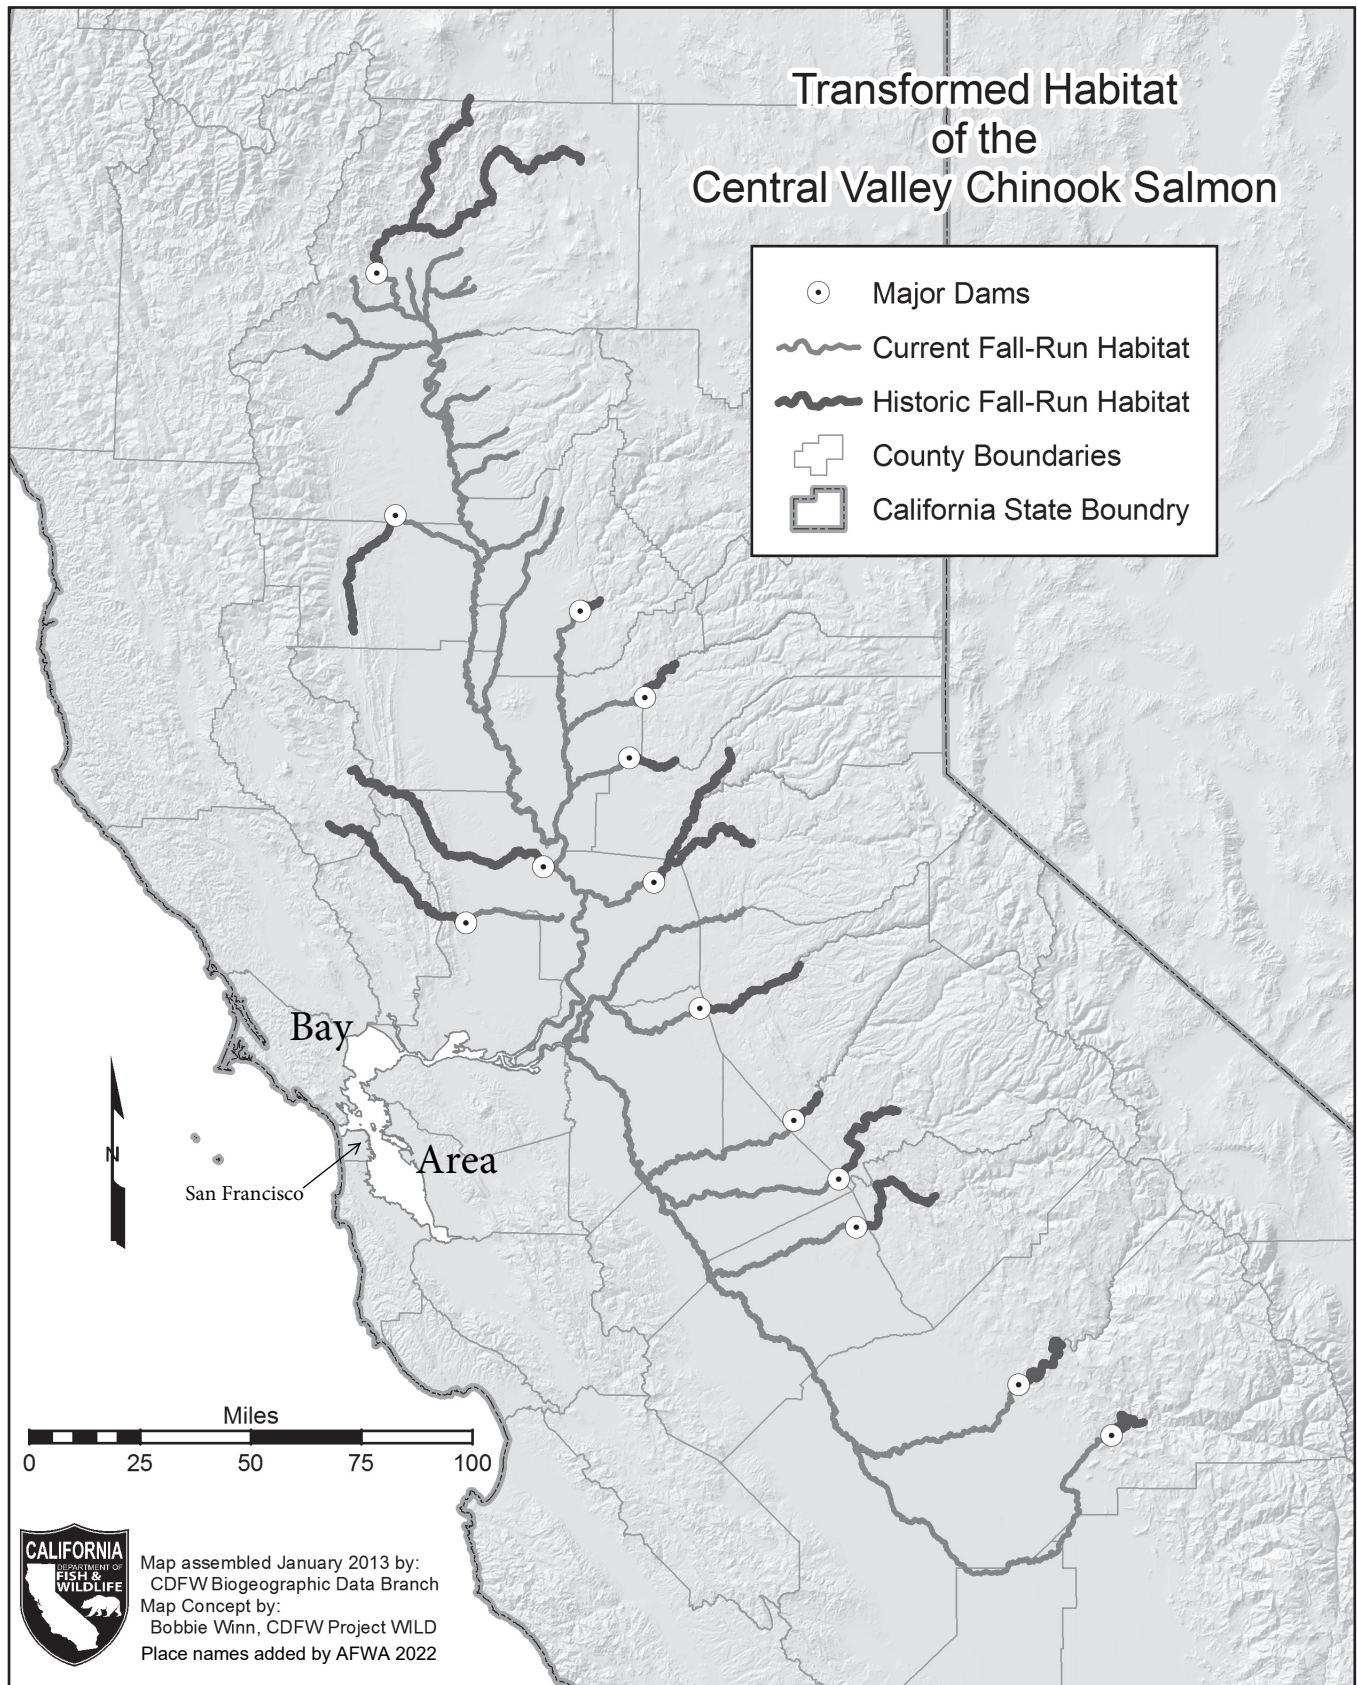 Transformed Habitat
of the
Central Valley Chinook Salmon
Major Dams
Current Fall-Run Habitat
Historic Fall-Run Habitat
County Boundaries
California State Boundry
Bay
Area
San Francisco
N
Miles
0 25 50 75 100
CALIFORNIA
DEPARTMENT OF
FISH &
WILDLIFE
Map assembled January 2013 by:
CDFW Biogeographic Data Branch
Map Concept by:
Bobbie Winn, CDFW Project WILD
Place names added by AFWA 2022